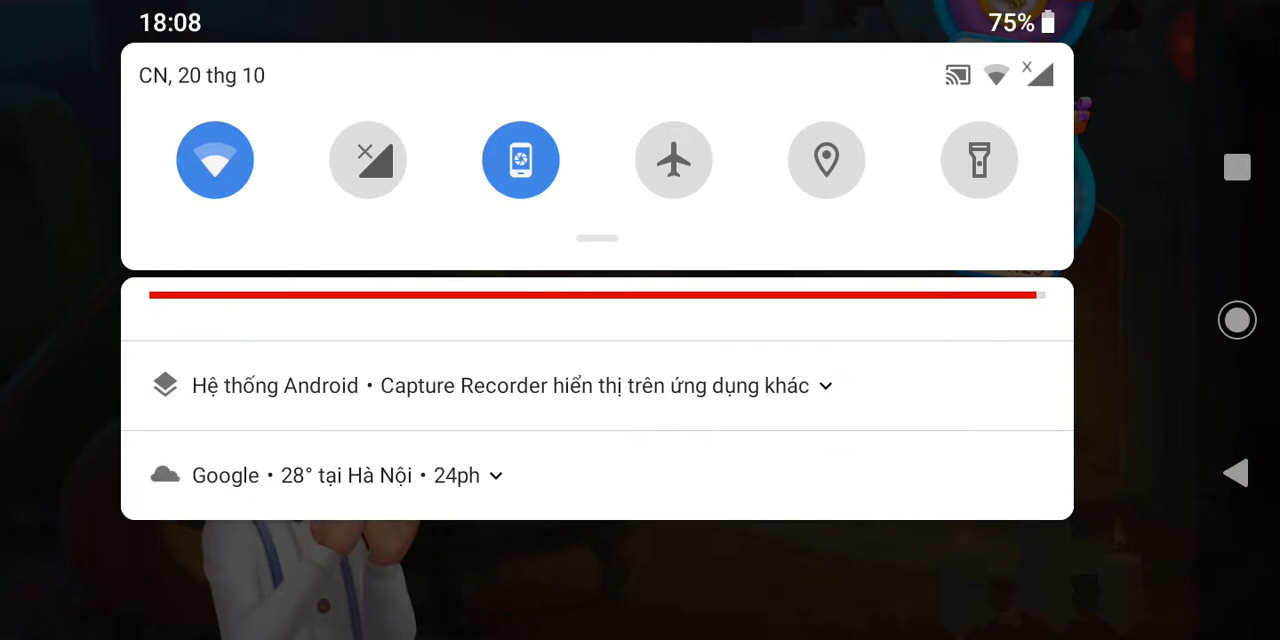 18:08
75%
CN, 20 thg 10
Hệ thống Android • Capture Recorder hiển thị trên ứng dụng khác
Google • 28° tại Hà Nội • 24ph